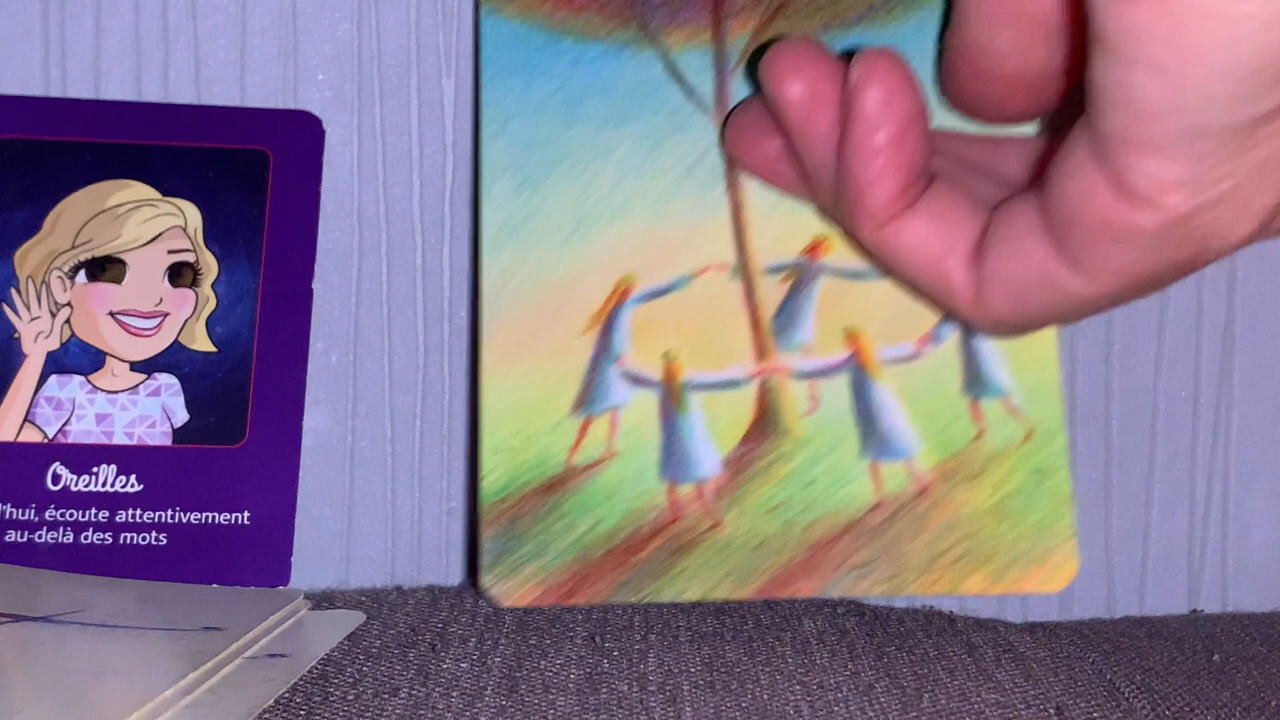 Oreilles
'hui, écoute attentivement
au-delà des mots